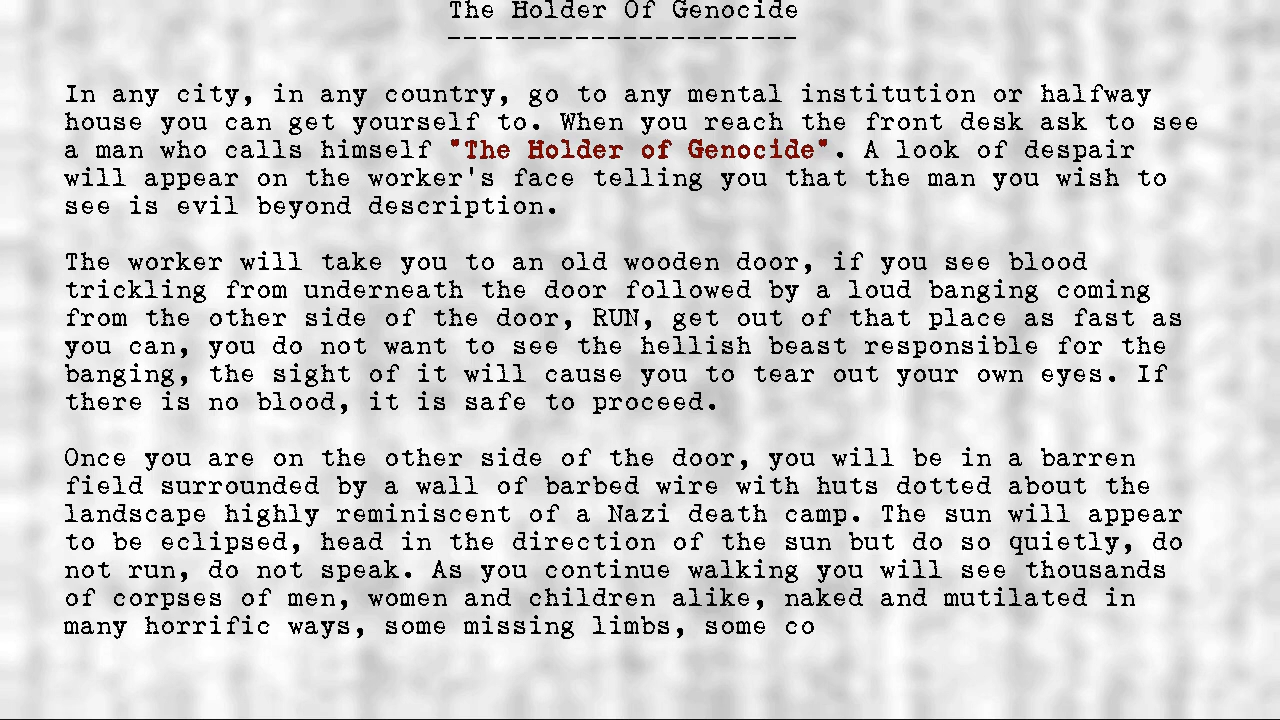 The Holder Of Genocide
----------------------
In any city, in any country, go to any mental institution or halfway
house you can get yourself to. When you reach the front desk ask to see
a man who calls himself "The Holder of Genocide". A look of despair
will appear on the worker's face telling you that the man you wish to
see is evil beyond description.
The worker will take you to an old wooden door, if you see blood
trickling from underneath the door followed by a loud banging coming
from the other side of the door, RUN, get out of that place as fast as
you can, you do not want to see the hellish beast responsible for the
banging, the sight of it will cause you to tear out your own eyes. If
there is no blood, it is safe to proceed.
Once you are on the other side of the door, you will be in a barren
field surrounded by a wall of barbed wire with huts dotted about the
landscape highly reminiscent of a Nazi death camp. The sun will appear
to be eclipsed, head in the direction of the sun but do so quietly, do
not run, do not speak. As you continue walking you will see thousands
of corpses of men, women and children alike, naked and mutilated in
many horrific ways, some missing limbs, some co